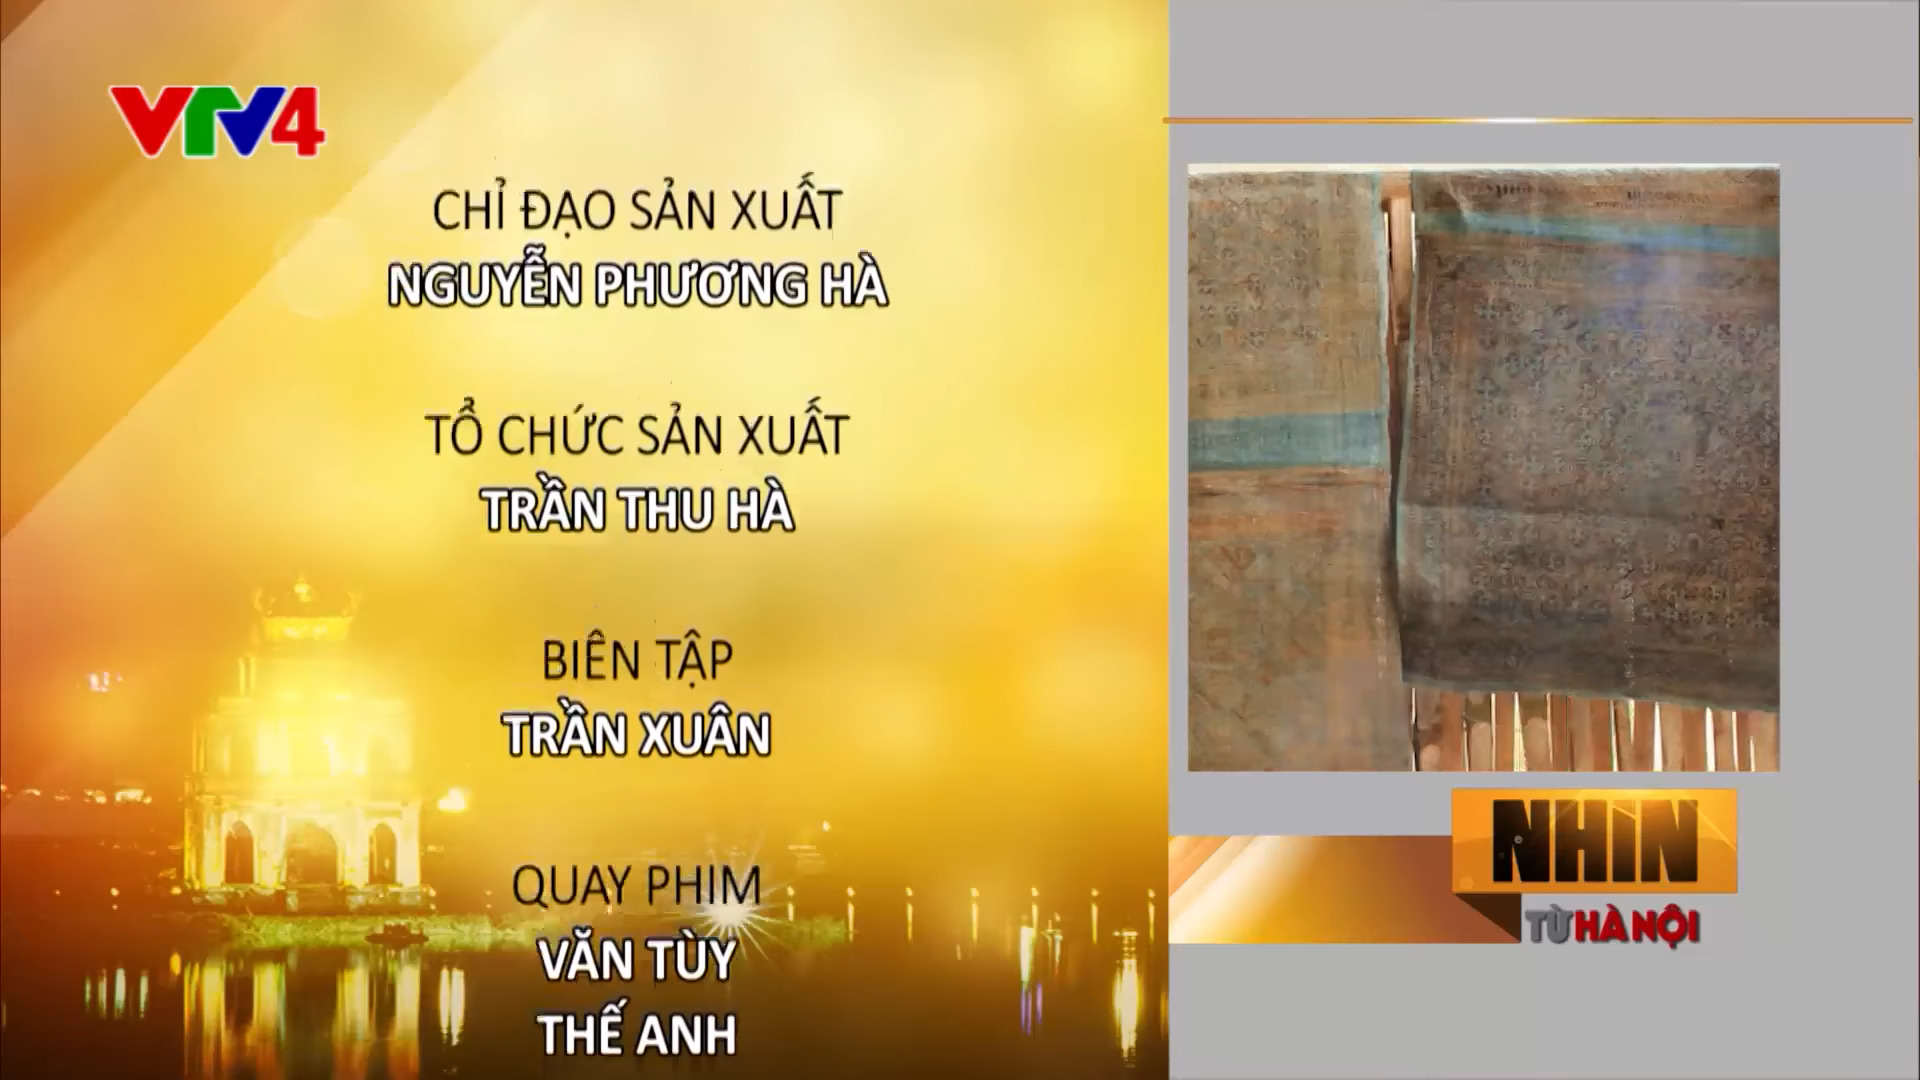 VTV4
CHỈ ĐẠO SẢN XUẤT
NGUYỄN PHƯƠNG HÀ
TỔ CHỨC SẢN XUẤT
TRẦN THU HÀ
BIÊN TẬP
TRẦN XUÂN
QUAY PHIM
VĂN TÙY
THẾ ANH
NHìN
TỪ HÀ NỘI